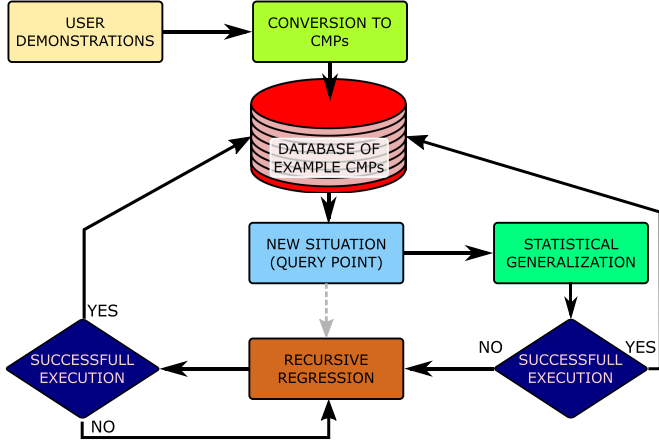 USER
DEMONSTRATIONS
CONVERSION TO
CMPs
DATABASE OF
EXAMPLE CMPs
NEW SITUATION
(QUERY POINT)
STATISTICAL
GENERALIZATION
YES
SUCCESSFULL
EXECUTION
RECURSIVE
REGRESSION
NO
SUCCESSFULL
EXECUTION
YES
NO